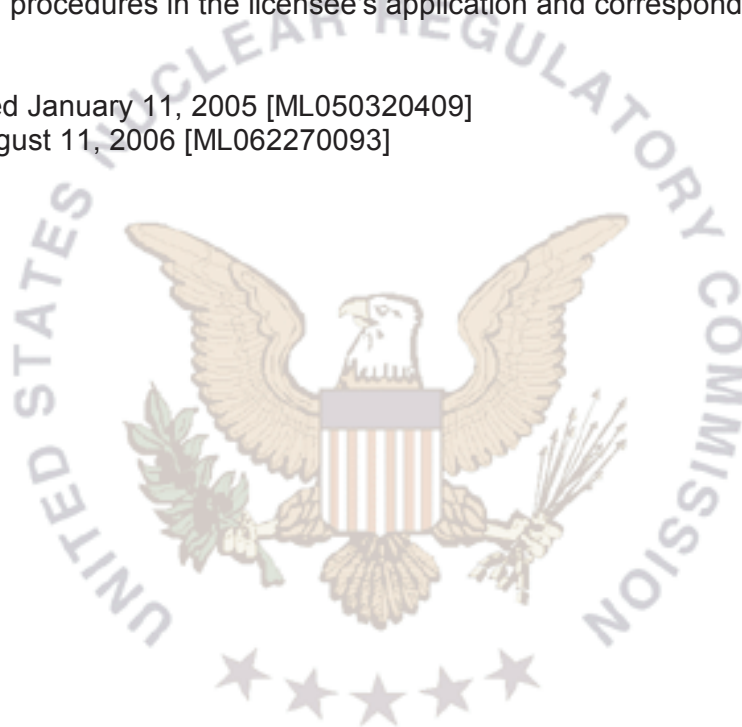 procedures in the licensee's application and correspond
ed January 11, 2005 [ML050320409]
gust 11, 2006 [ML062270093]
UNITED STATES NUCLEAR REGULATORY COMMISSION